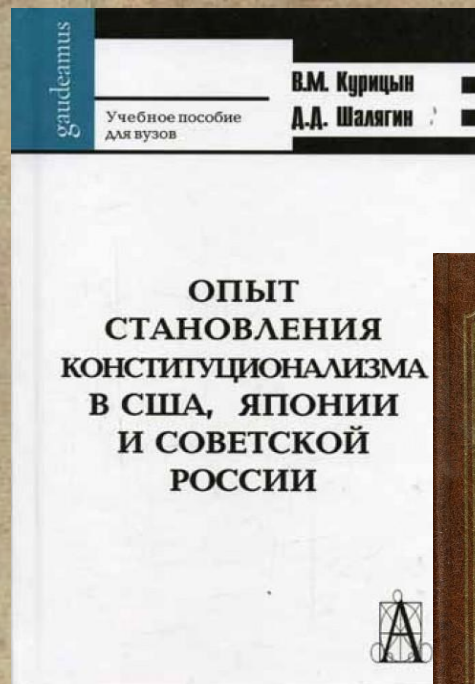 gaudeamus
Учебное пособие
для вузов
В.М. Курицын
Д.Д. Шалягин
ОПЫТ
СТАНОВЛЕНИЯ
КОНСТИТУЦИОНАЛИЗМА
В США, ЯПОНИИ
И СОВЕТСКОЙ
РОССИИ
А